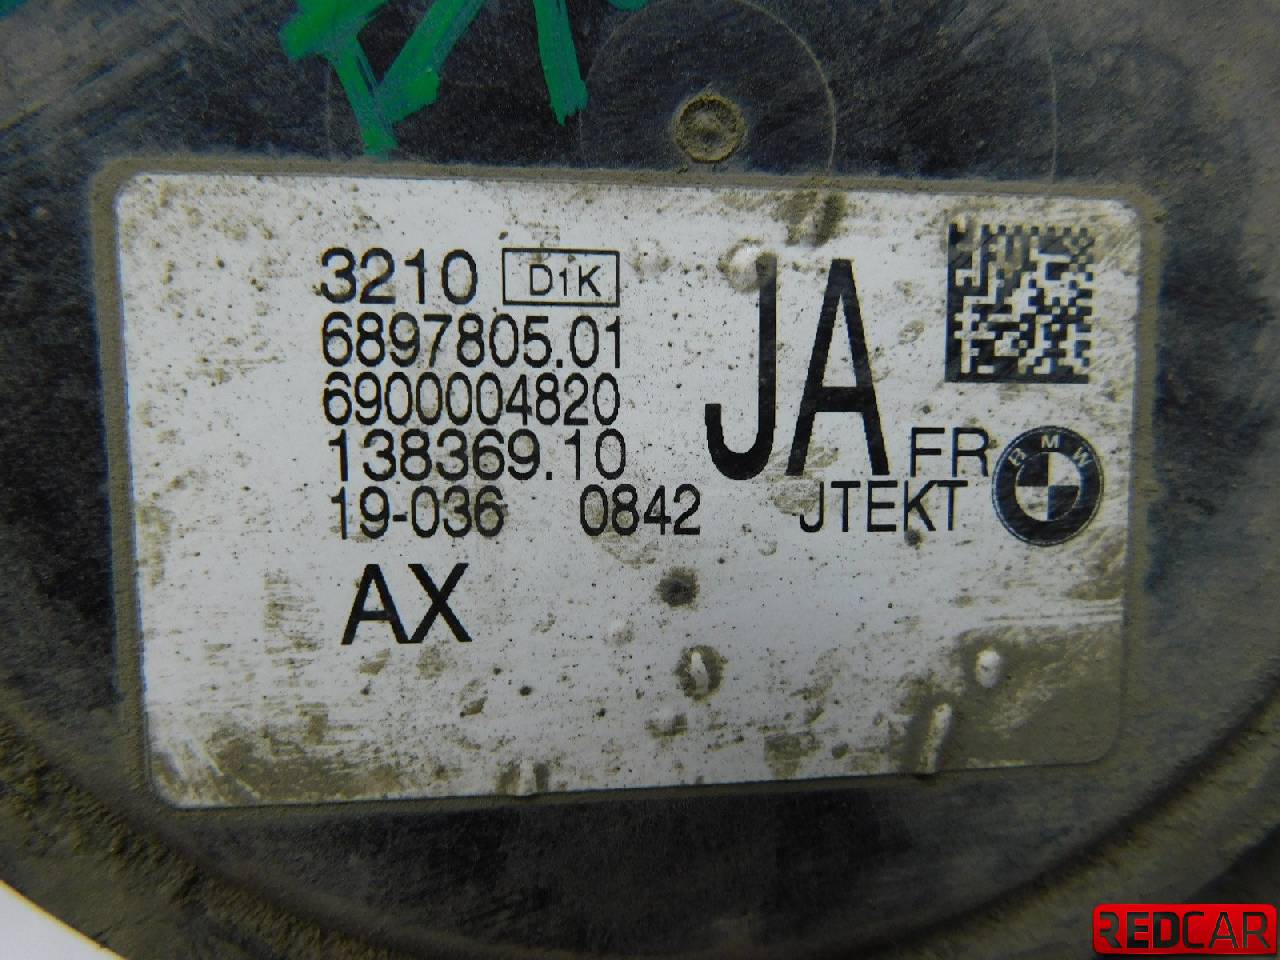 3210 D1K
6897805.01
6900004820
138369.10
19-036 0842
JA
FR
JTEKT
BMW
AX
REDCAR